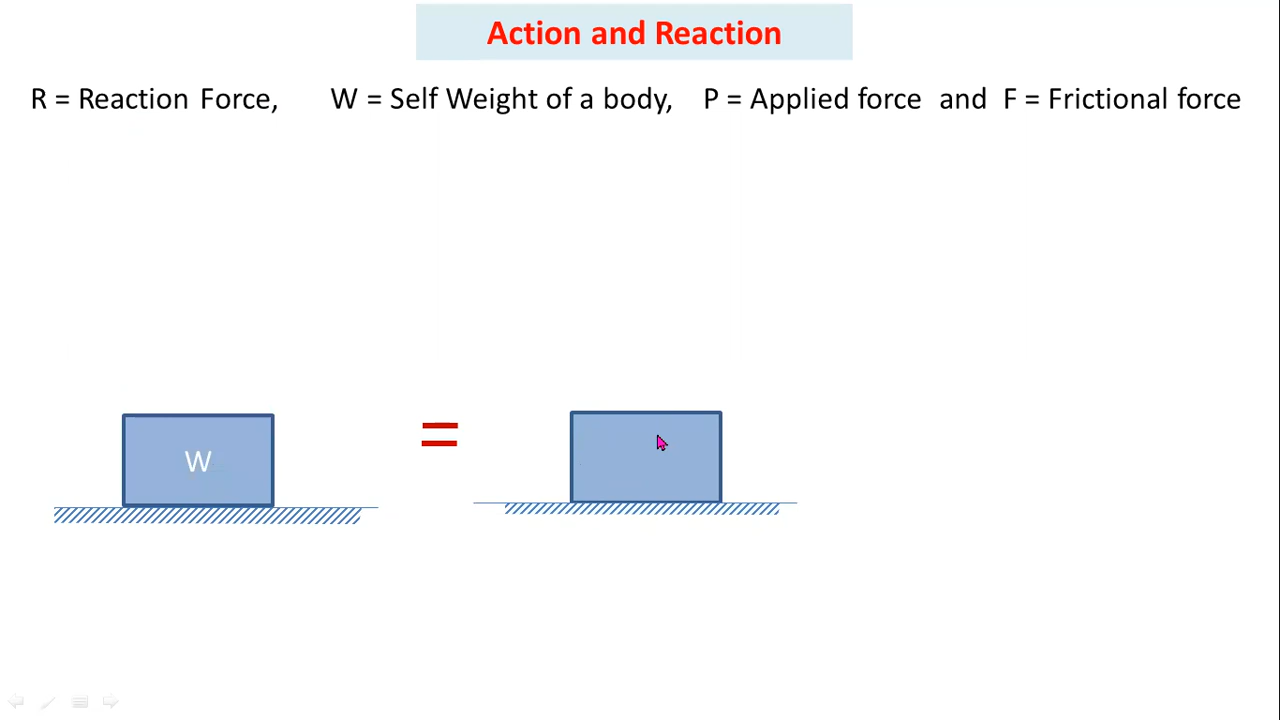 Action and Reaction
R = Reaction Force, W = Self Weight of a body, P = Applied force and F = Frictional force
W
=